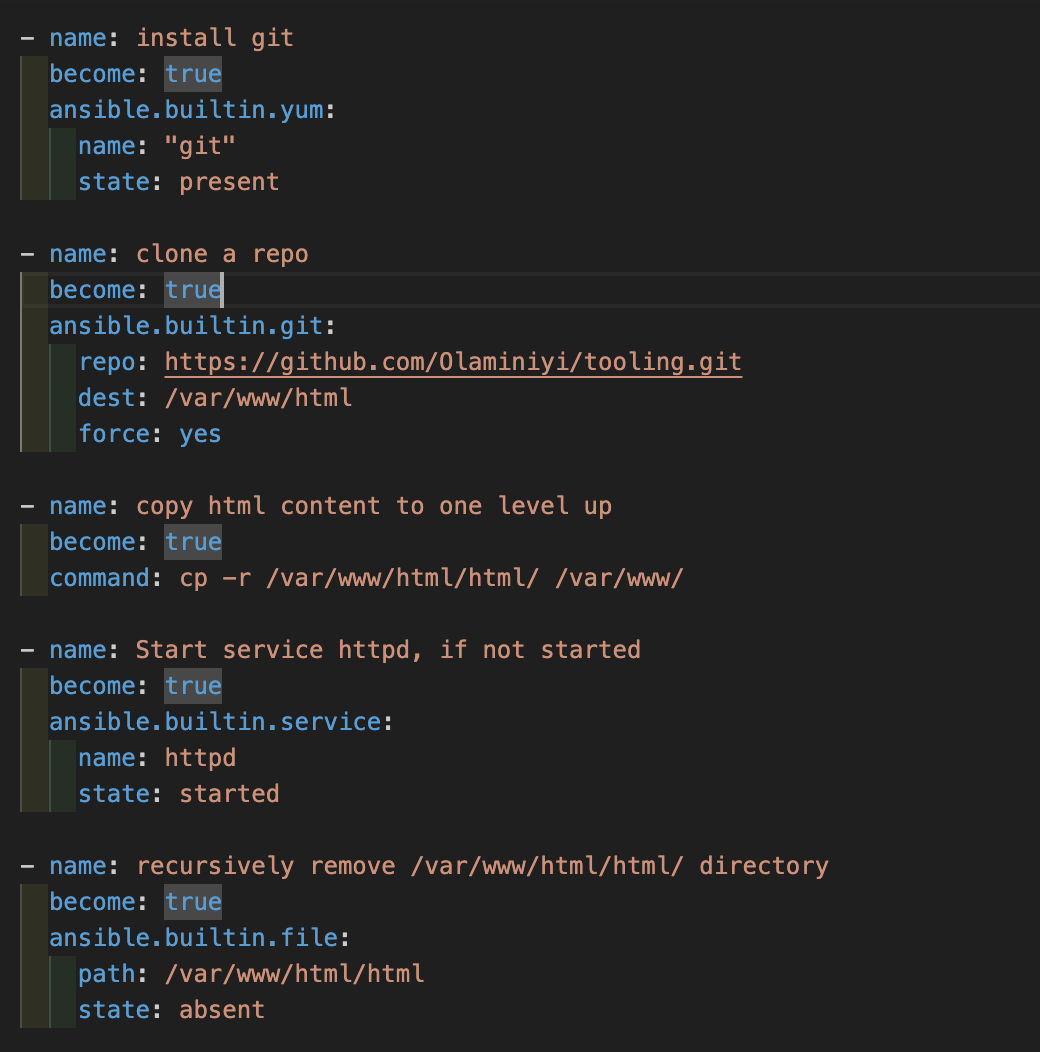 - name: install git
  become: true
  ansible.builtin.yum:
    name: "git"
    state: present

- name: clone a repo
  become: true
  ansible.builtin.git:
    repo: https://github.com/Olaminiyi/tooling.git
    dest: /var/www/html
    force: yes

- name: copy html content to one level up
  become: true
  command: cp -r /var/www/html/html/ /var/www/

- name: Start service httpd, if not started
  become: true
  ansible.builtin.service:
    name: httpd
    state: started

- name: recursively remove /var/www/html/html/ directory
  become: true
  ansible.builtin.file:
    path: /var/www/html/html
    state: absent